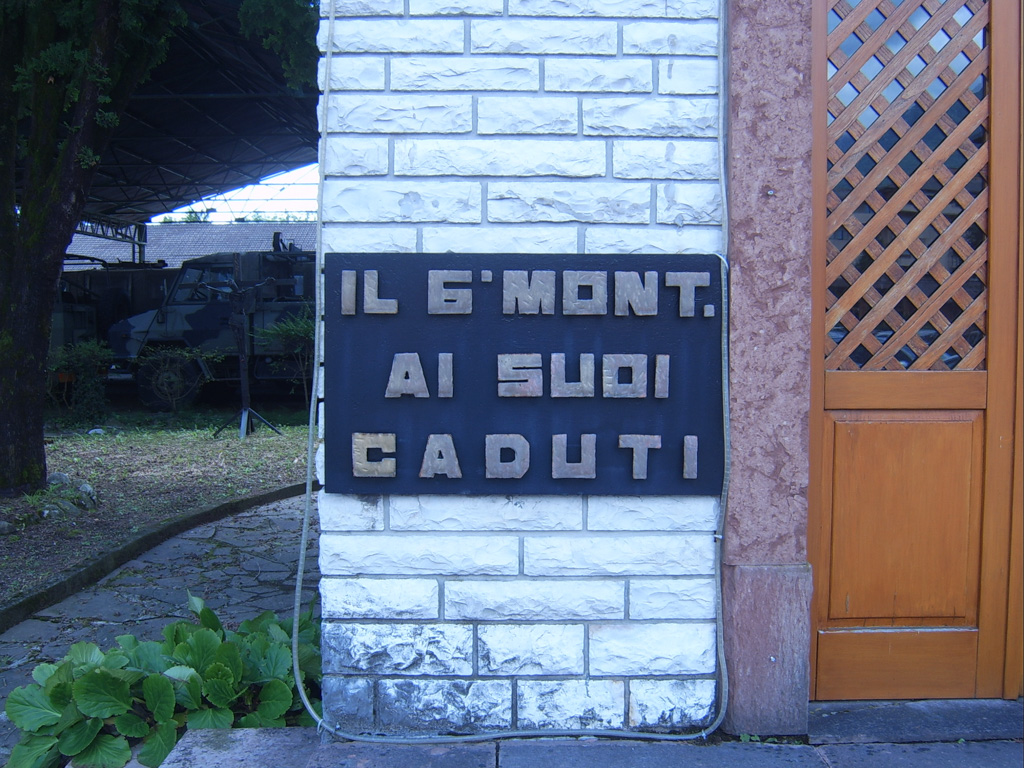 IL 6° MONT.
AI SUOI
CADUTI